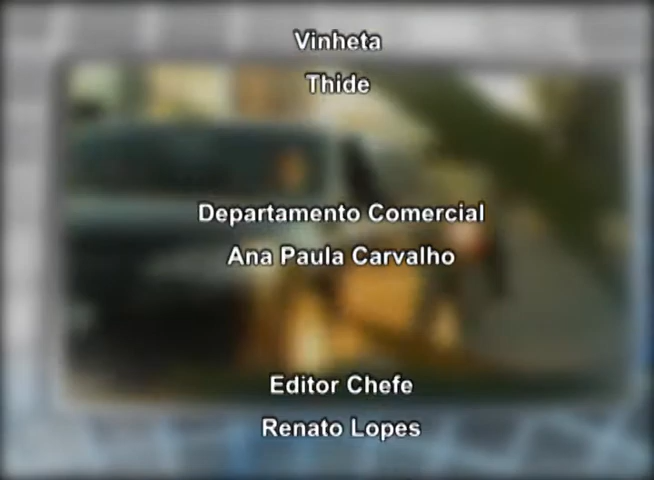 Vinheta
Thide
Departamento Comercial
Ana Paula Carvalho
Editor Chefe
Renato Lopes